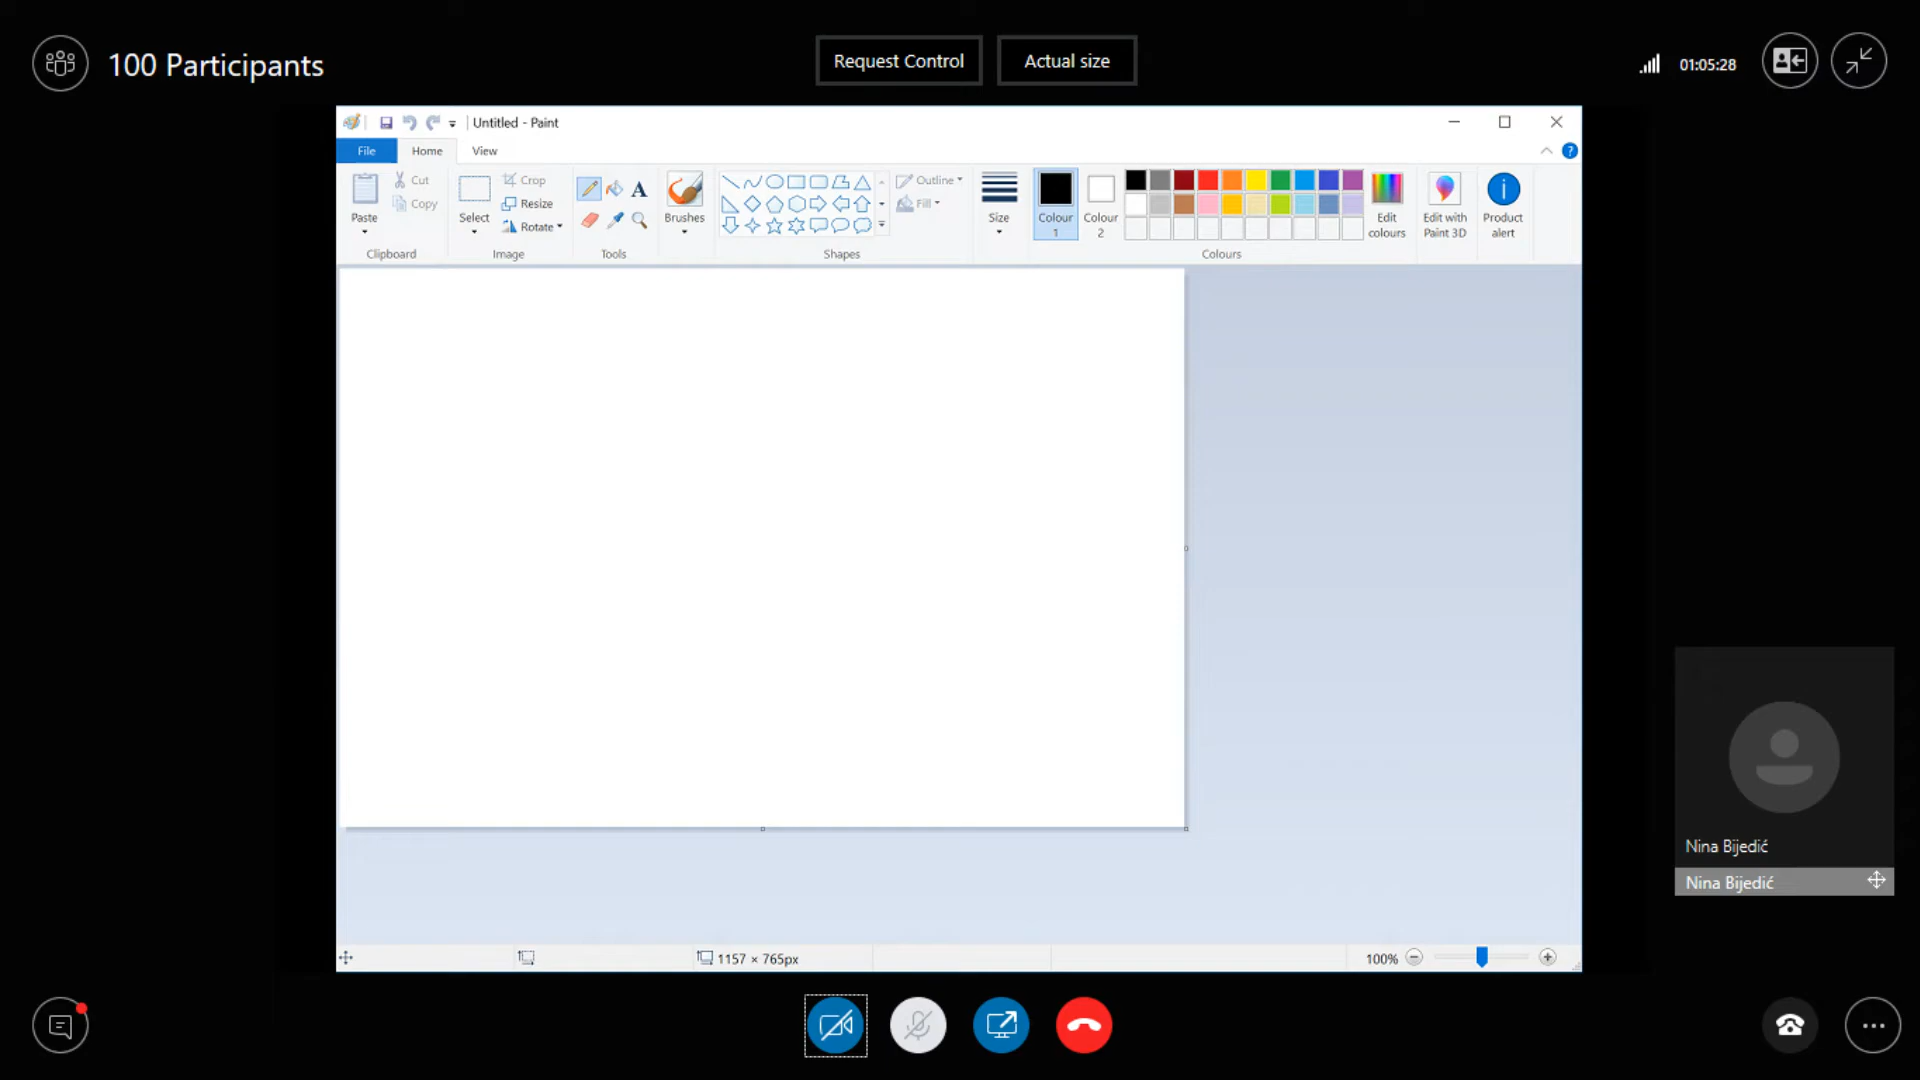 100 Participants
Request Control
Actual size
01:05:28
Untitled - Paint
File
Home
View
Paste
Cut
Copy
Clipboard
Select
Crop
Resize
Rotate
Image
A
Tools
Brushes
Shapes
Outline
Fill
Size
Colour 1
Colour 2
Edit colours
Colours
Edit with Paint 3D
Product alert
Nina Bijedić
Nina Bijedić
1157 × 765px
100%